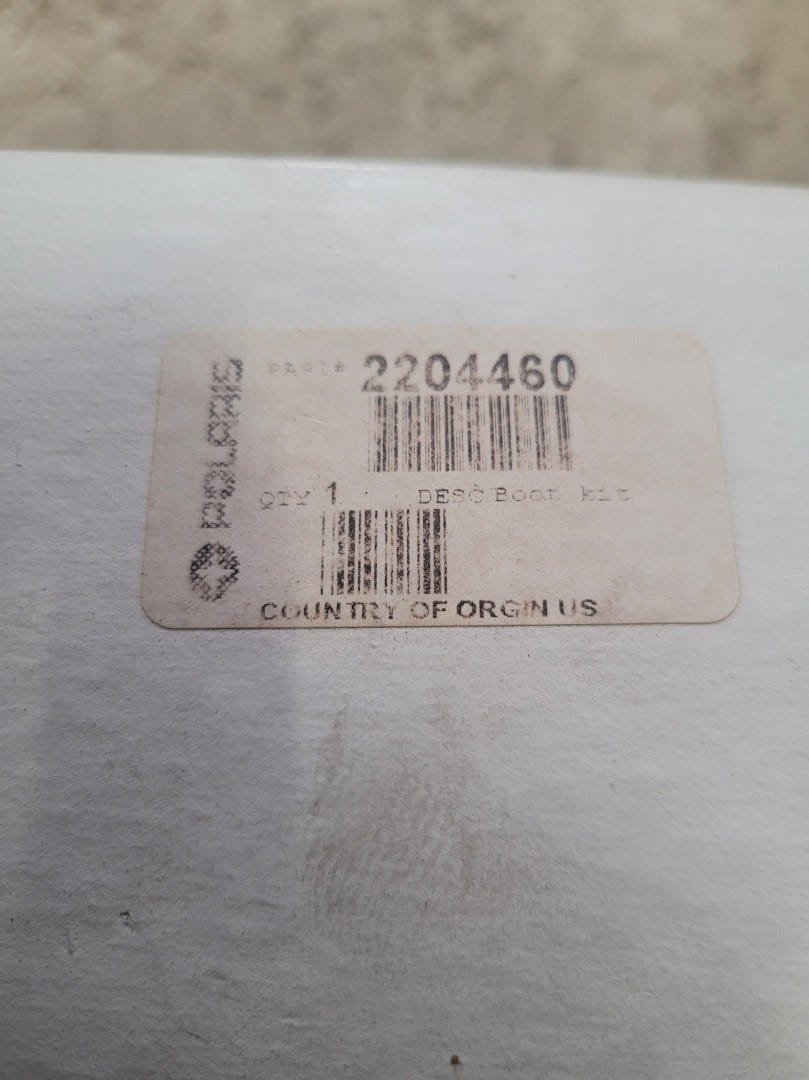 POLARIS
PART# 2204460
QTY 1 DESC Boot kit
COUNTRY OF ORGIN US